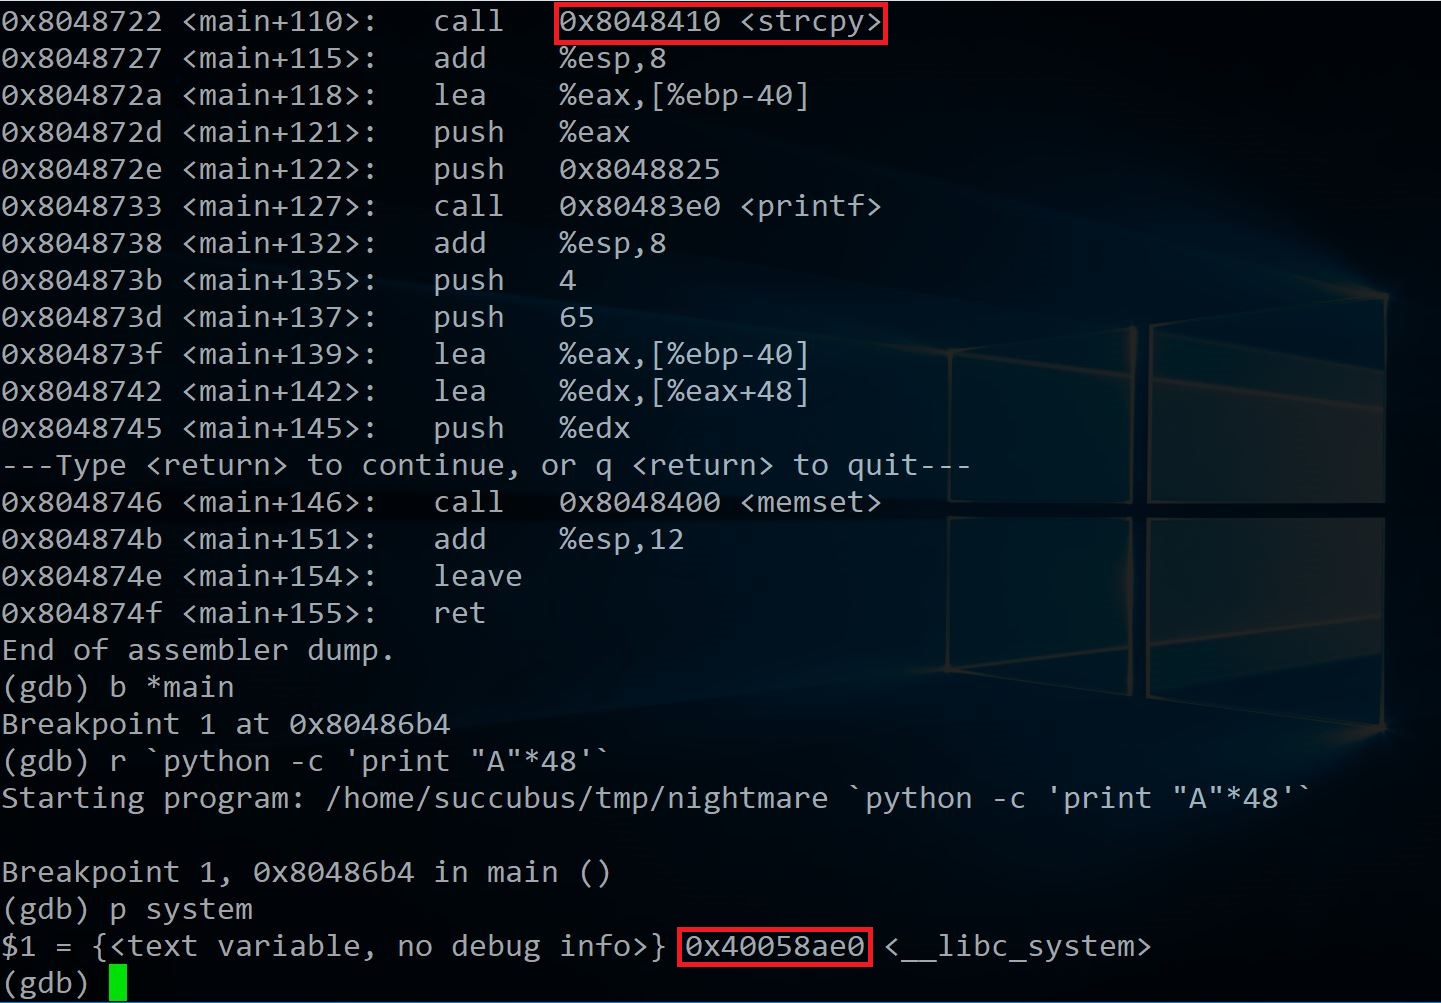 0x8048722 <main+110>:   call   0x8048410 <strcpy>
0x8048727 <main+115>:   add    %esp,8
0x804872a <main+118>:   lea    %eax,[%ebp-40]
0x804872d <main+121>:   push   %eax
0x804872e <main+122>:   push   0x8048825
0x8048733 <main+127>:   call   0x80483e0 <printf>
0x8048738 <main+132>:   add    %esp,8
0x804873b <main+135>:   push   4
0x804873d <main+137>:   push   65
0x804873f <main+139>:   lea    %eax,[%ebp-40]
0x8048742 <main+142>:   lea    %edx,[%eax+48]
0x8048745 <main+145>:   push   %edx
---Type <return> to continue, or q <return> to quit---
0x8048746 <main+146>:   call   0x8048400 <memset>
0x804874b <main+151>:   add    %esp,12
0x804874e <main+154>:   leave
0x804874f <main+155>:   ret
End of assembler dump.
(gdb) b *main
Breakpoint 1 at 0x80486b4
(gdb) r `python -c 'print "A"*48'`
Starting program: /home/succubus/tmp/nightmare `python -c 'print "A"*48'`
Breakpoint 1, 0x80486b4 in main ()
(gdb) p system
$1 = {<text variable, no debug info>} 0x40058ae0 <__libc_system>
(gdb)